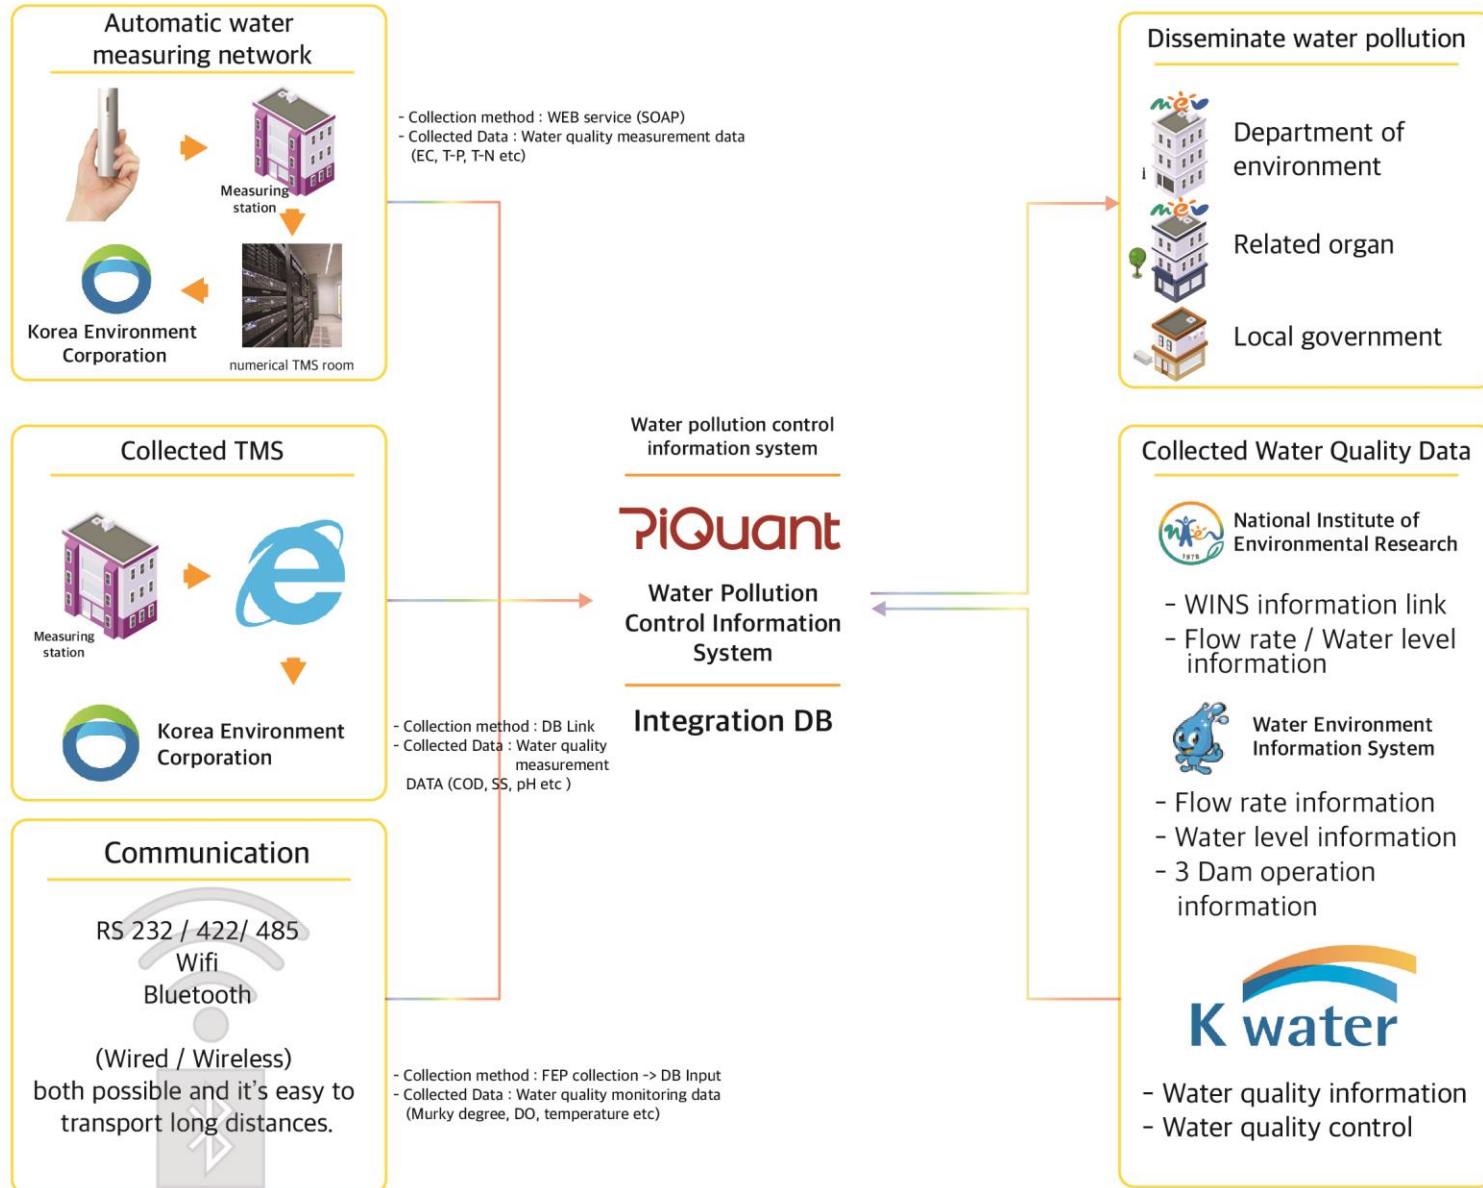 Automatic water
measuring network
Measuring
station
Korea Environment
Corporation
numerical TMS room
- Collection method : WEB service (SOAP)
- Collected Data : Water quality measurement data
(EC, T-P, T-N etc)
Collected TMS
Measuring
station
Korea Environment
Corporation
- Collection method : DB Link
- Collected Data : Water quality
measurement
DATA (COD, SS, pH etc )
Communication
RS 232 / 422/ 485
Wifi
Bluetooth
(Wired / Wireless)
both possible and it's easy to
transport long distances.
- Collection method : FEP collection -> DB Input
- Collected Data : Water quality monitoring data
(Murky degree, DO, temperature etc)
Water pollution control
information system
PiQuant
Water Pollution
Control Information
System
Integration DB
Disseminate water pollution
mev
Department of
environment
i
mev
Related organ
Local government
Collected Water Quality Data
1978
National Institute of
Environmental Research
- WINS information link
- Flow rate / Water level
information
Water Environment
Information System
- Flow rate information
- Water level information
- 3 Dam operation
information
K water
- Water quality information
- Water quality control